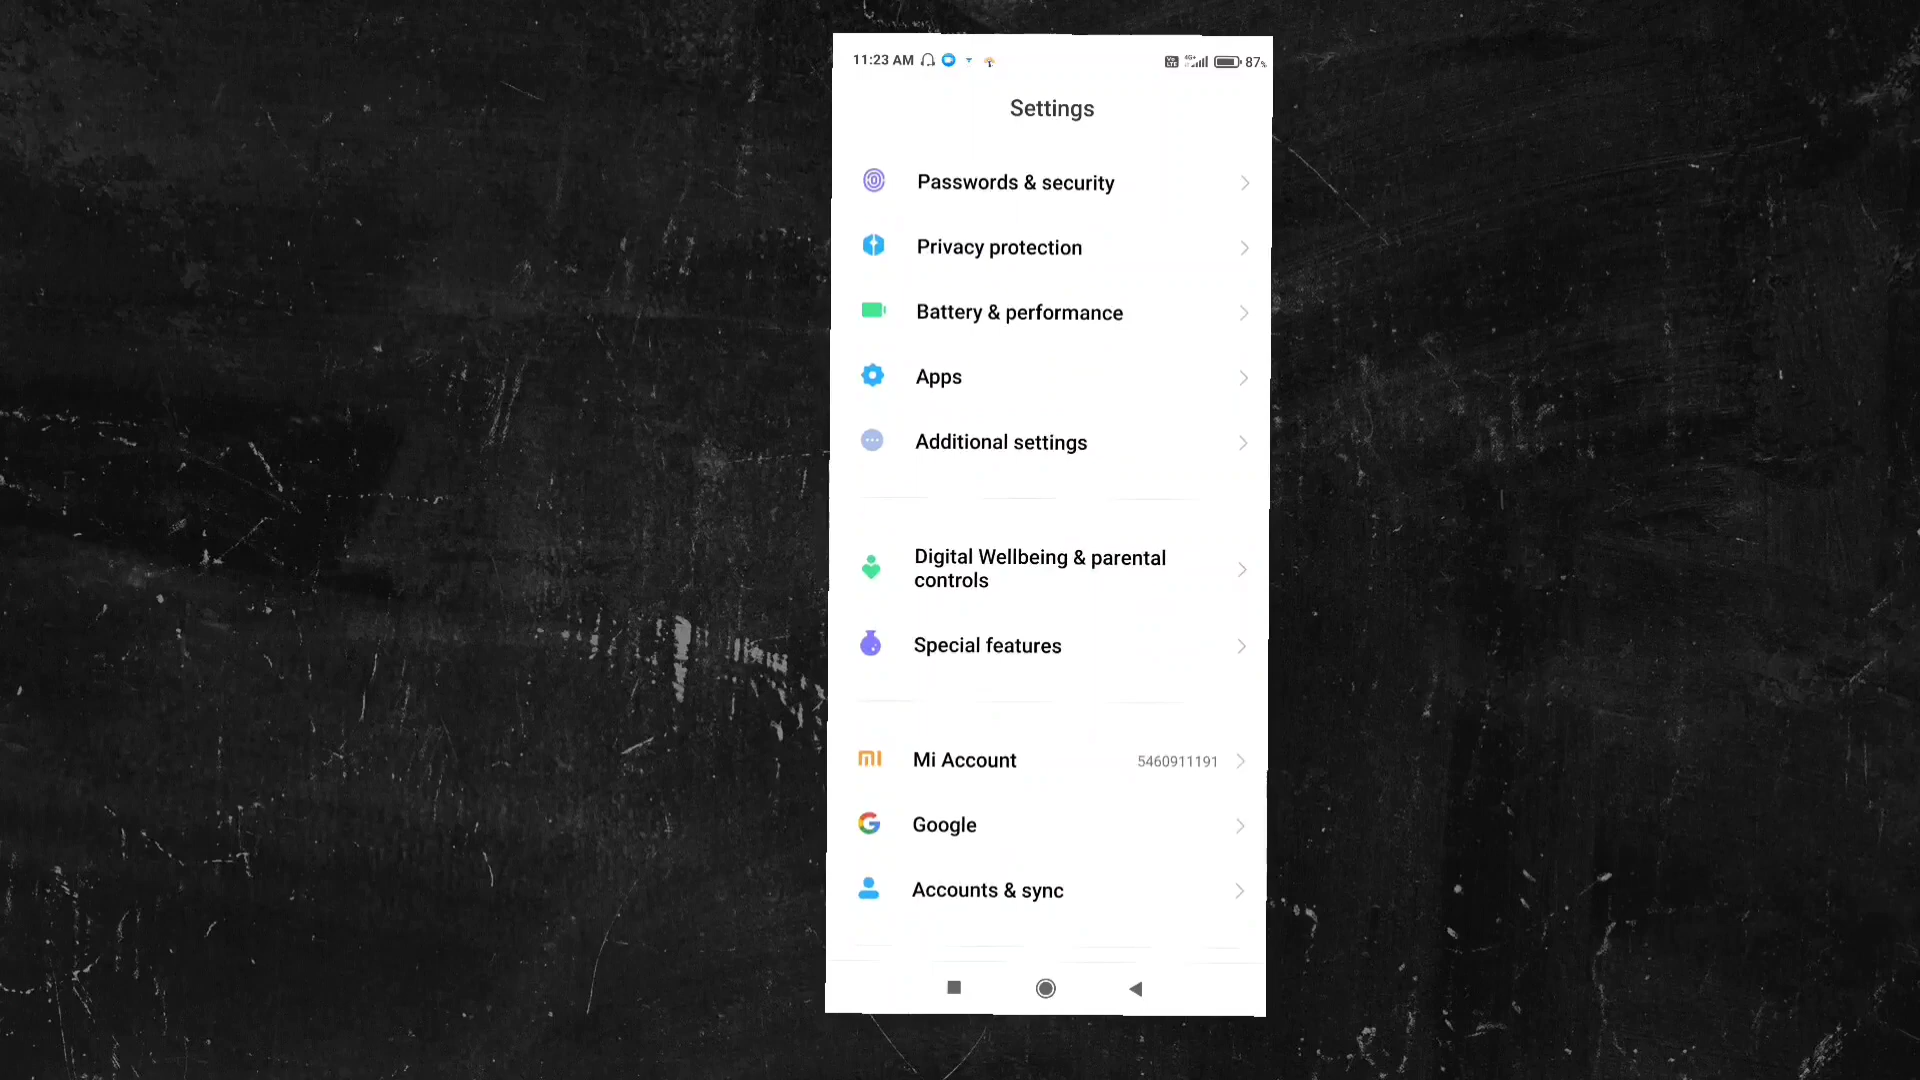 11:23 AM 87%
Settings
Passwords & security
Privacy protection
Battery & performance
Apps
Additional settings
Digital Wellbeing & parental
controls
Special features
Mi Account 5460911191
Google
Accounts & sync